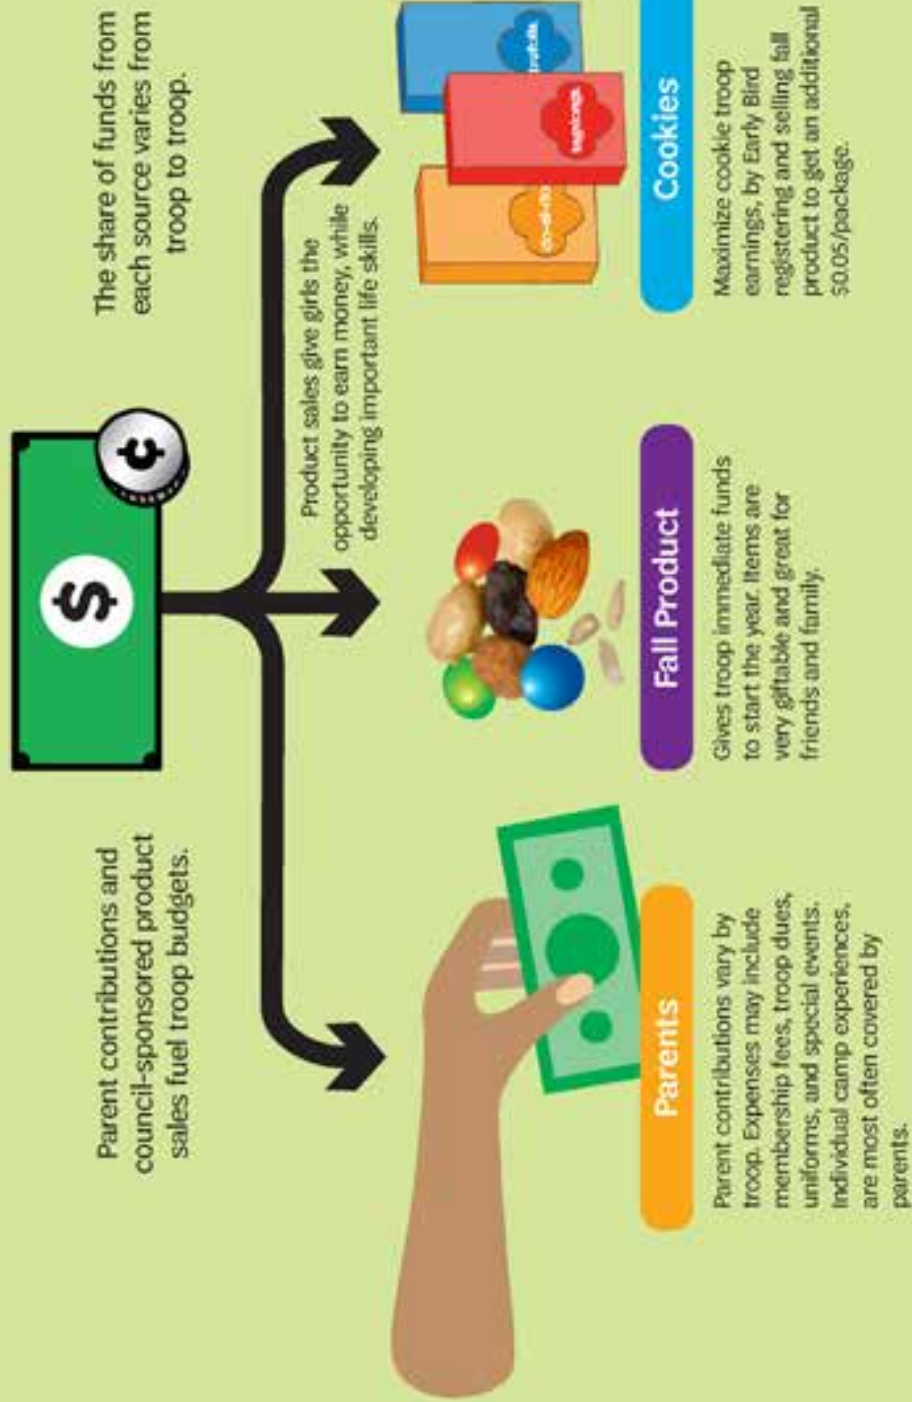 Parent contributions and
council-sponsored product
sales fuel troop budgets.
$
¢
The share of funds from
each source varies from
troop to troop.
Product sales give girls the
opportunity to earn money, while
developing important life skills.
Parents
Parent contributions vary by
troop. Expenses may include
membership fees, troop dues,
uniforms, and special events.
Individual camp experiences,
are most often covered by
parents.
Fall Product
Gives troop immediate funds
to start the year. Items are
very giftable and great for
friends and family.
trefoils
tagalongs
Cookies
Maximize cookie troop
earnings, by Early Bird
registering and selling fall
product to get an additional
$0.05/package.